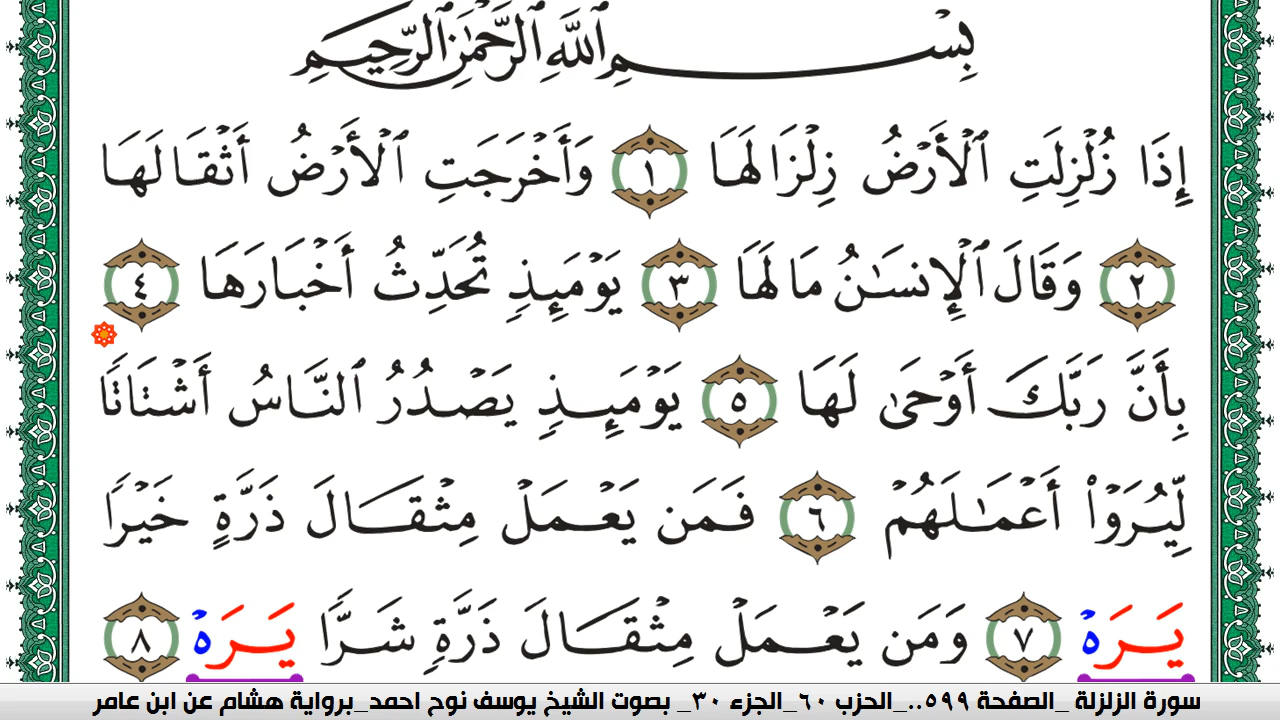 بِسْمِ ٱللَّهِ ٱلرَّحْمَٰنِ ٱلرَّحِيمِ
إِذَا زُلْزِلَتِ ٱلْأَرْضُ زِلْزَالَهَا ١ وَأَخْرَجَتِ ٱلْأَرْضُ أَثْقَالَهَا
٢ وَقَالَ ٱلْإِنسَٰنُ مَا لَهَا ٣ يَوْمَئِذٍ تُحَدِّثُ أَخْبَارَهَا ٤
بِأَنَّ رَبَّكَ أَوْحَىٰ لَهَا ٥ يَوْمَئِذٍ يَصْدُرُ ٱلنَّاسُ أَشْتَاتًا
لِّيُرَوْا۟ أَعْمَٰلَهُمْ ٦ فَمَن يَعْمَلْ مِثْقَالَ ذَرَّةٍ خَيْرًا
يَرَهْ ٧ وَمَن يَعْمَلْ مِثْقَالَ ذَرَّةٍ شَرًّا يَرَهْ ٨
سورة الزلزلة _الصفحة ٥٩٩.._الحزب ٦٠_الجزء ٣٠_ بصوت الشيخ يوسف نوح احمد_برواية هشام عن ابن عامر